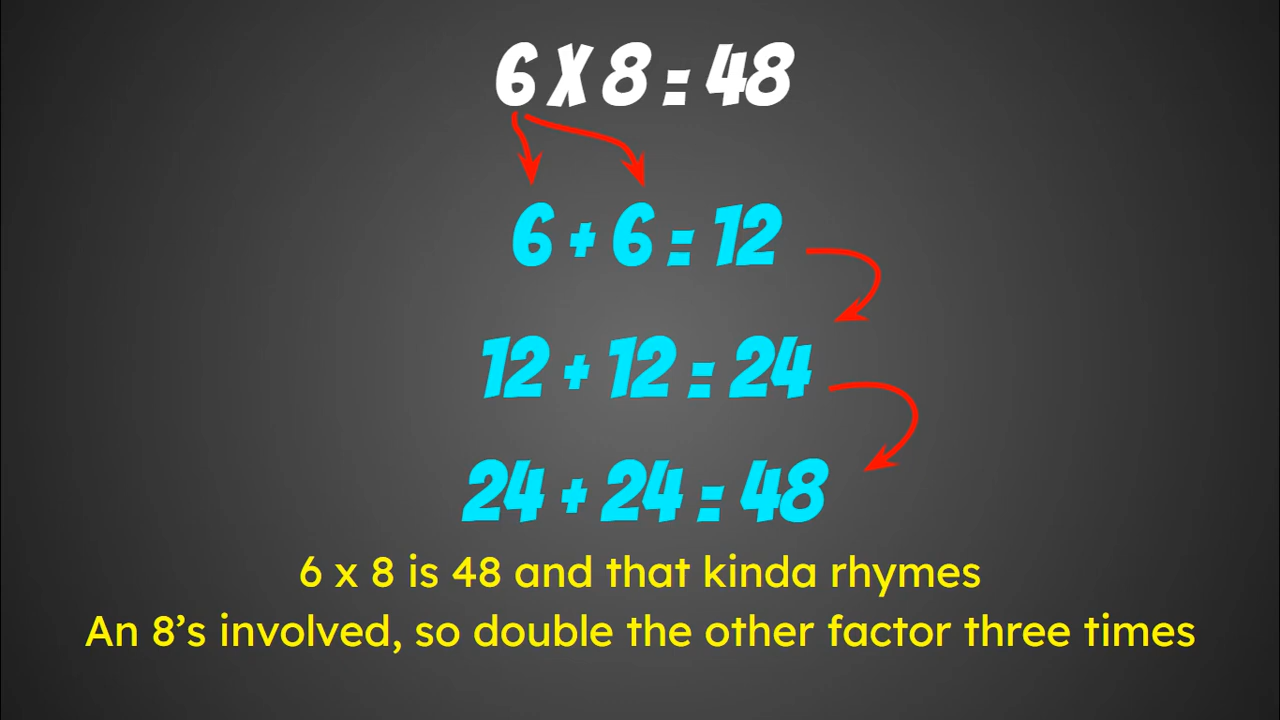 6 X 8 = 48
6 + 6 = 12
12 + 12 = 24
24 + 24 = 48
6 x 8 is 48 and that kinda rhymes
An 8’s involved, so double the other factor three times